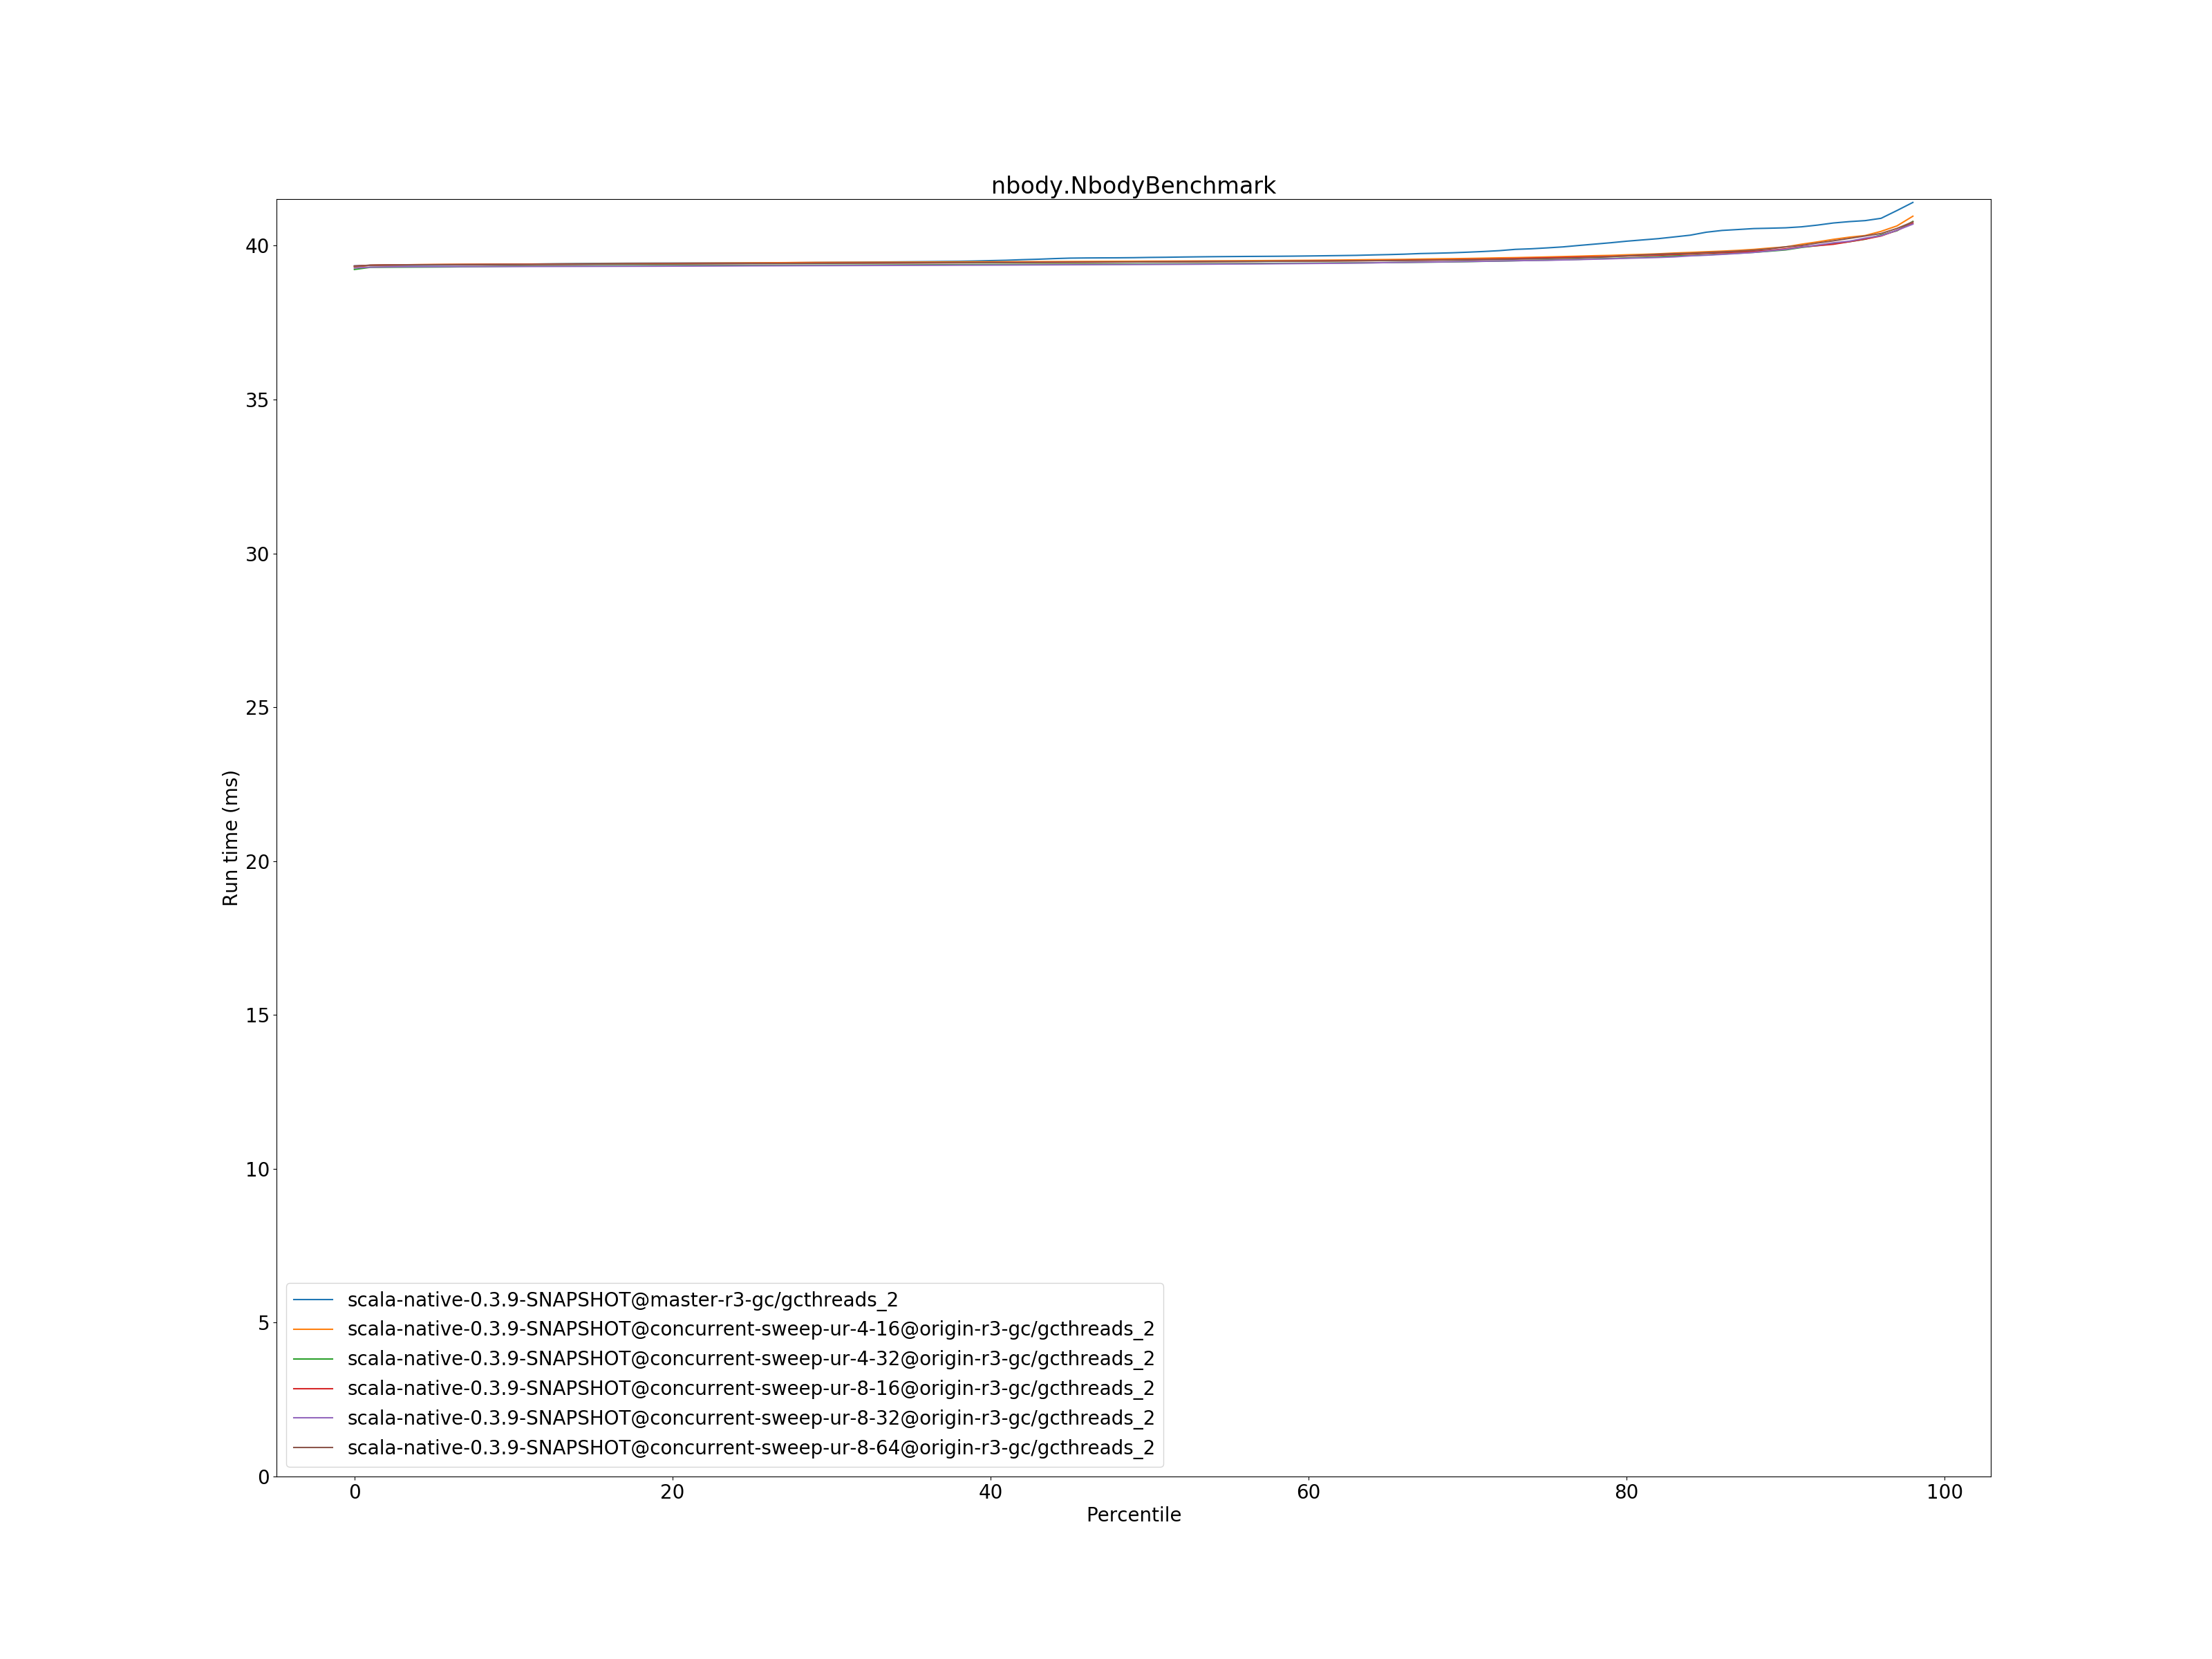 nbody.NbodyBenchmark
40
35
30
25
20
15
10
5
0
Run time (ms)
scala-native-0.3.9-SNAPSHOT@master-r3-gc/gcthreads_2
scala-native-0.3.9-SNAPSHOT@concurrent-sweep-ur-4-16@origin-r3-gc/gcthreads_2
scala-native-0.3.9-SNAPSHOT@concurrent-sweep-ur-4-32@origin-r3-gc/gcthreads_2
scala-native-0.3.9-SNAPSHOT@concurrent-sweep-ur-8-16@origin-r3-gc/gcthreads_2
scala-native-0.3.9-SNAPSHOT@concurrent-sweep-ur-8-32@origin-r3-gc/gcthreads_2
scala-native-0.3.9-SNAPSHOT@concurrent-sweep-ur-8-64@origin-r3-gc/gcthreads_2
0 20 40 60 80 100
Percentile